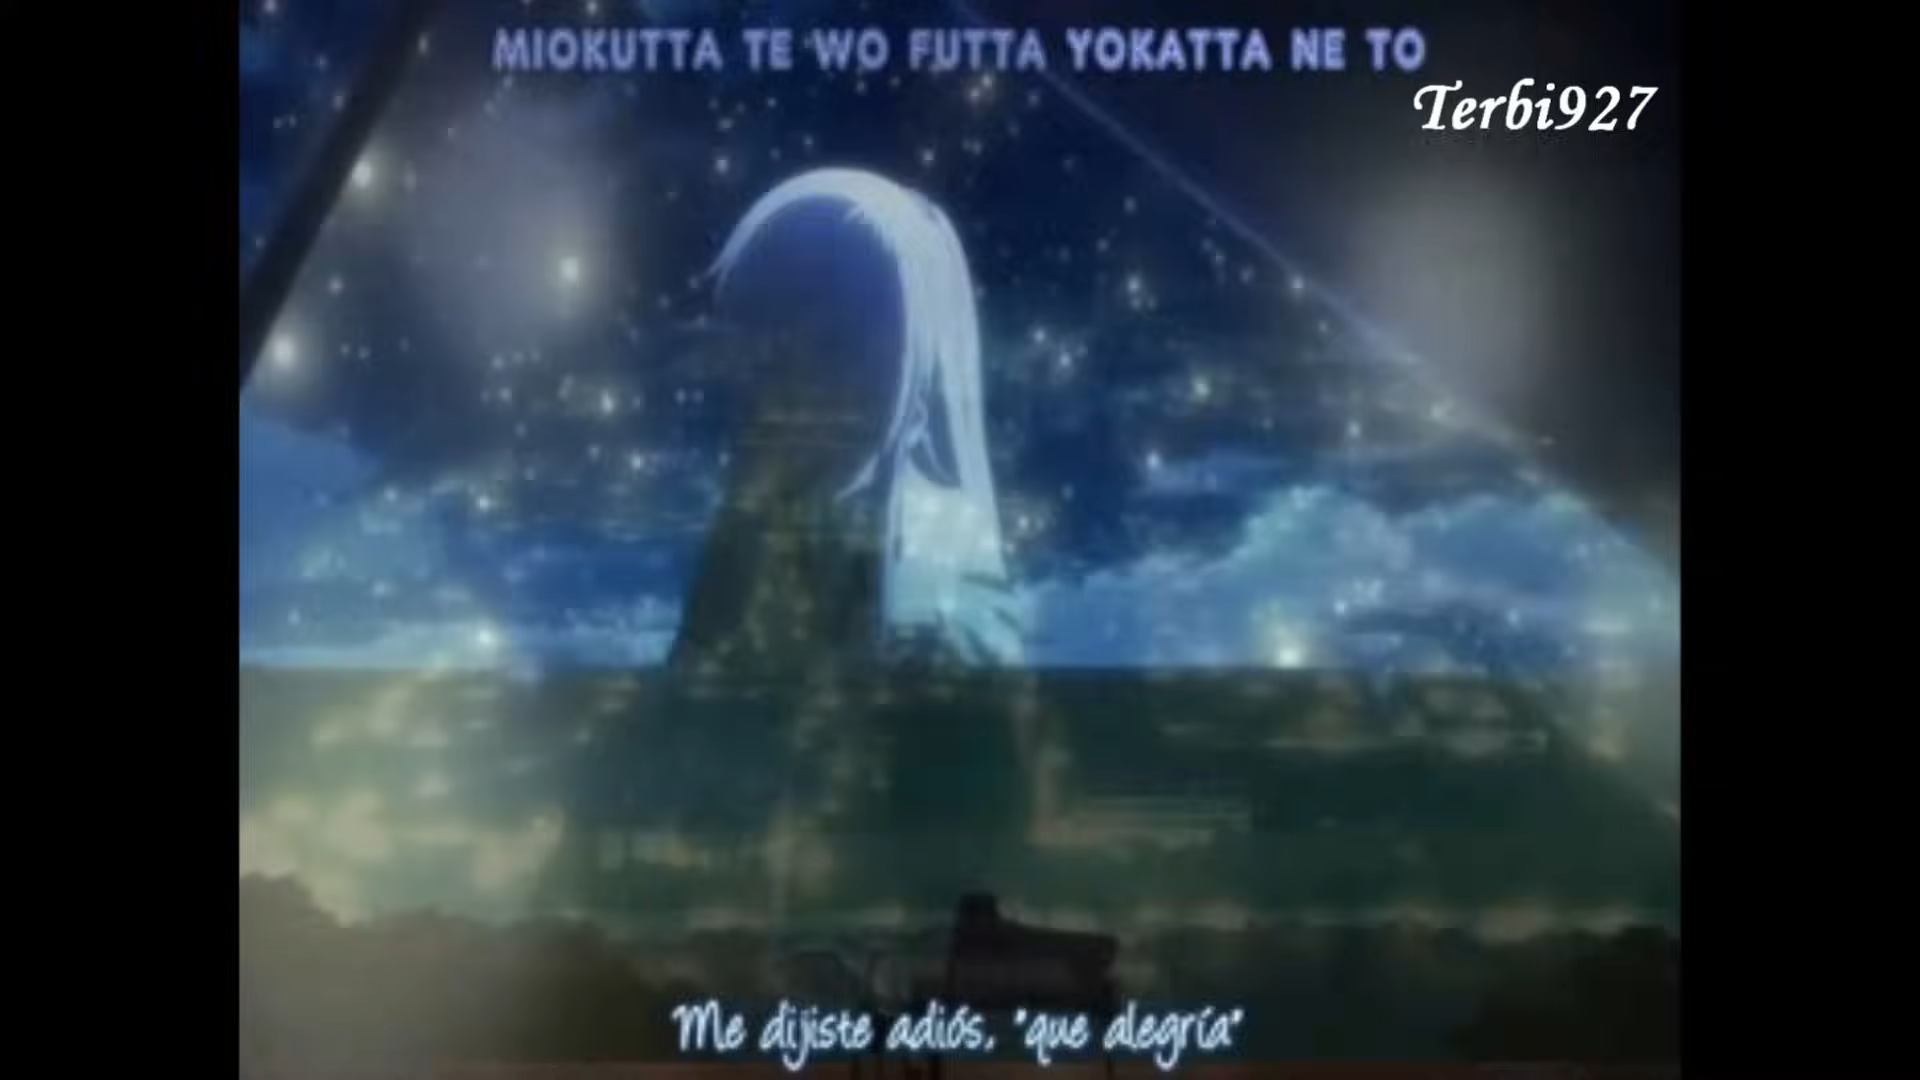 MIOKUTTA TE WO FUTTA YOKATTA NE TO
Terbi927
Me dijiste adiós, "que alegría"